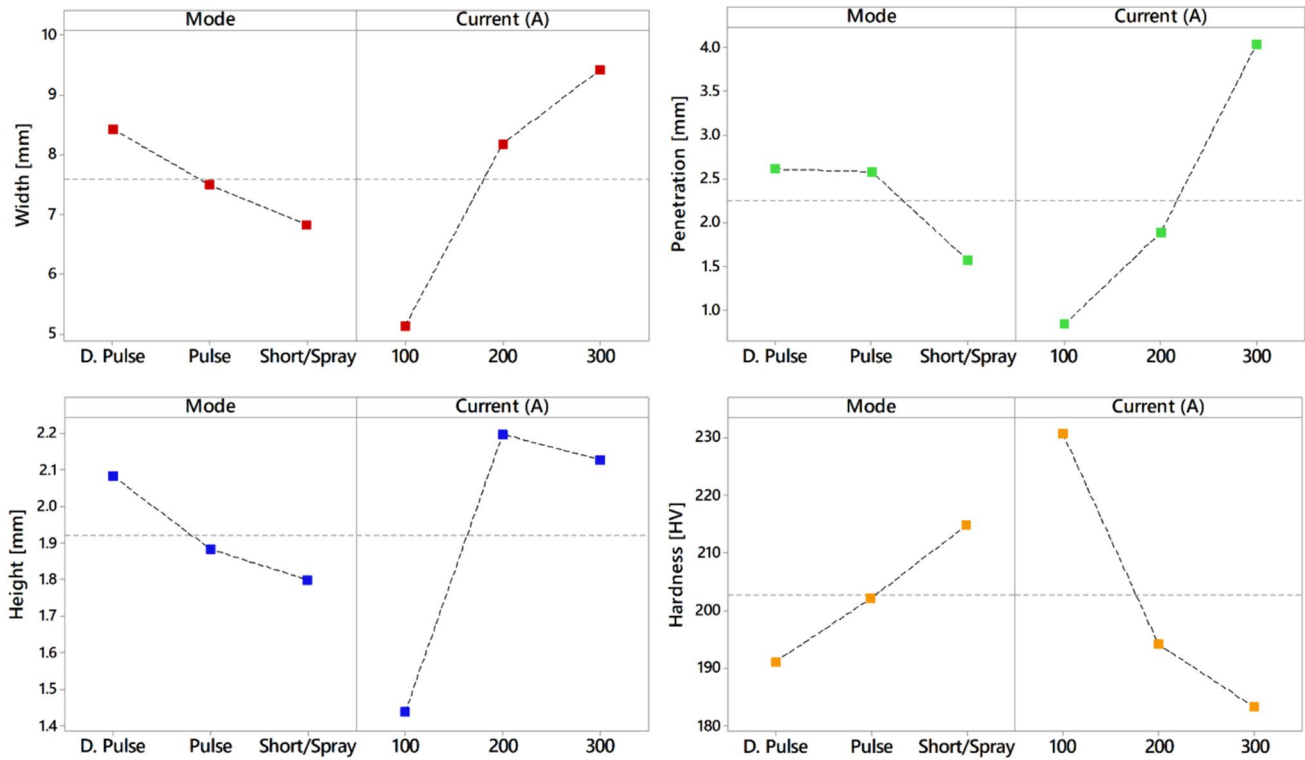 Mode Current (A)
Width [mm]
10
9
8
7
6
5
D. Pulse Pulse Short/Spray 100 200 300
Mode Current (A)
Penetration [mm]
4.0
3.5
3.0
2.5
2.0
1.5
1.0
D. Pulse Pulse Short/Spray 100 200 300
Mode Current (A)
Height [mm]
2.2
2.1
2.0
1.9
1.8
1.7
1.6
1.5
1.4
D. Pulse Pulse Short/Spray 100 200 300
Mode Current (A)
Hardness [HV]
230
220
210
200
190
180
D. Pulse Pulse Short/Spray 100 200 300